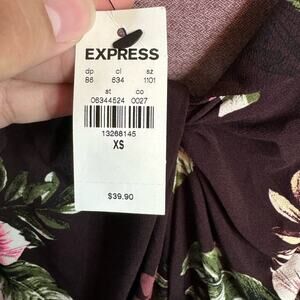 EXPRESS
dp cl sz
86 634 1101
st co
06344524 0027
13268145
XS
$39.90